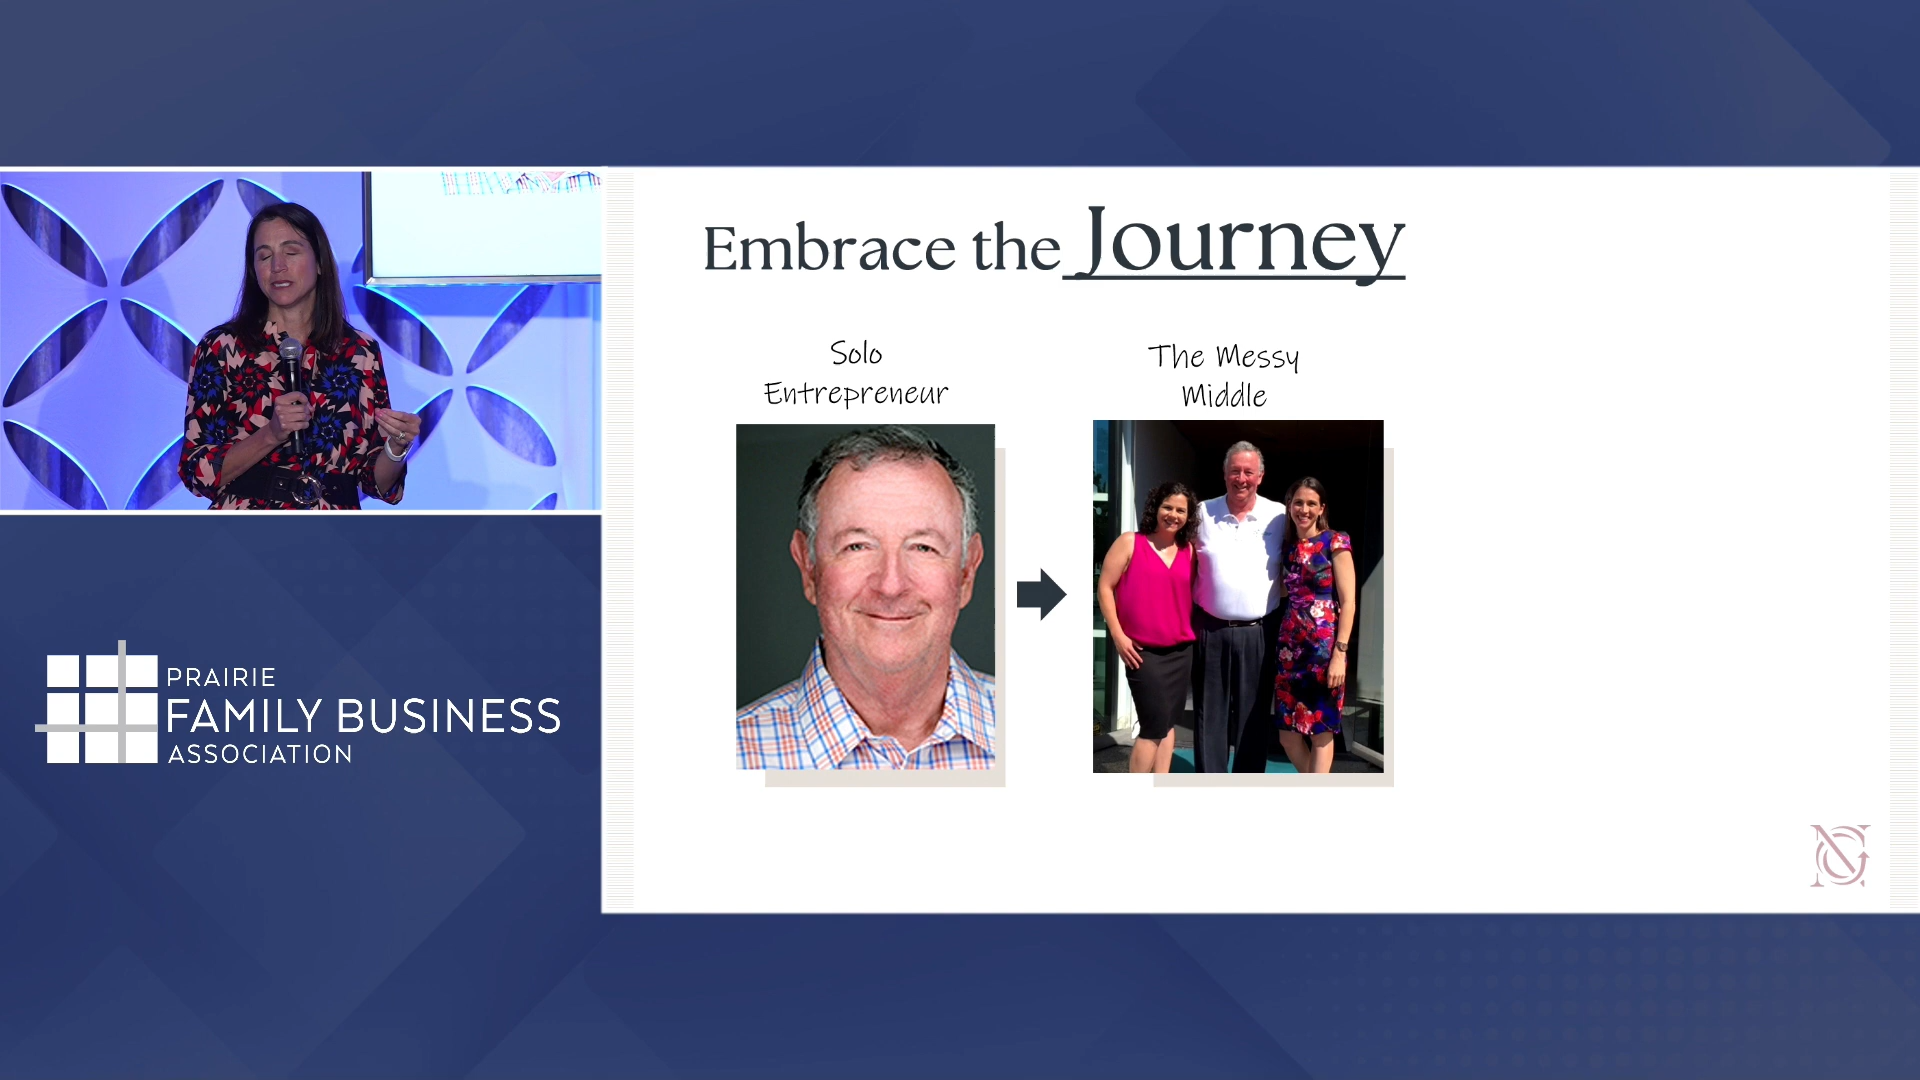 Embrace the Journey
Solo
Entrepreneur
The Messy
Middle
PRAIRIE
FAMILY BUSINESS
ASSOCIATION